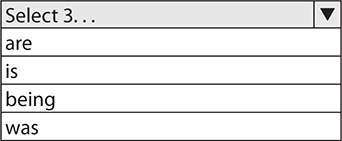 Select 3. . .
are
is
being
was